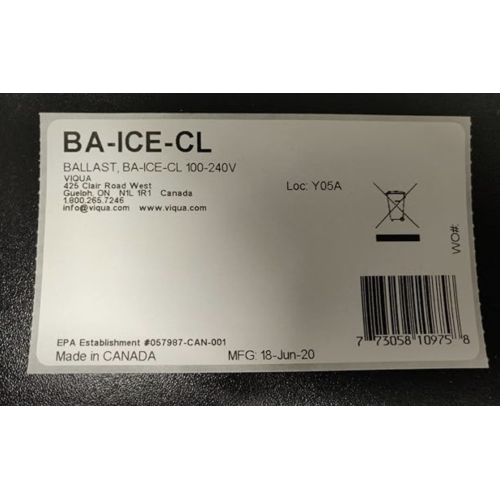 BA-ICE-CL
BALLAST, BA-ICE-CL 100-240V
VIQUA
425 Clair Road West
Guelph, ON N1L 1R1 Canada
1.800.265.7246
info@viqua.com www.viqua.com
Loc: Y05A
WO#:
7 73058 10975 8
EPA Establishment #057987-CAN-001
Made in CANADA MFG: 18-Jun-20